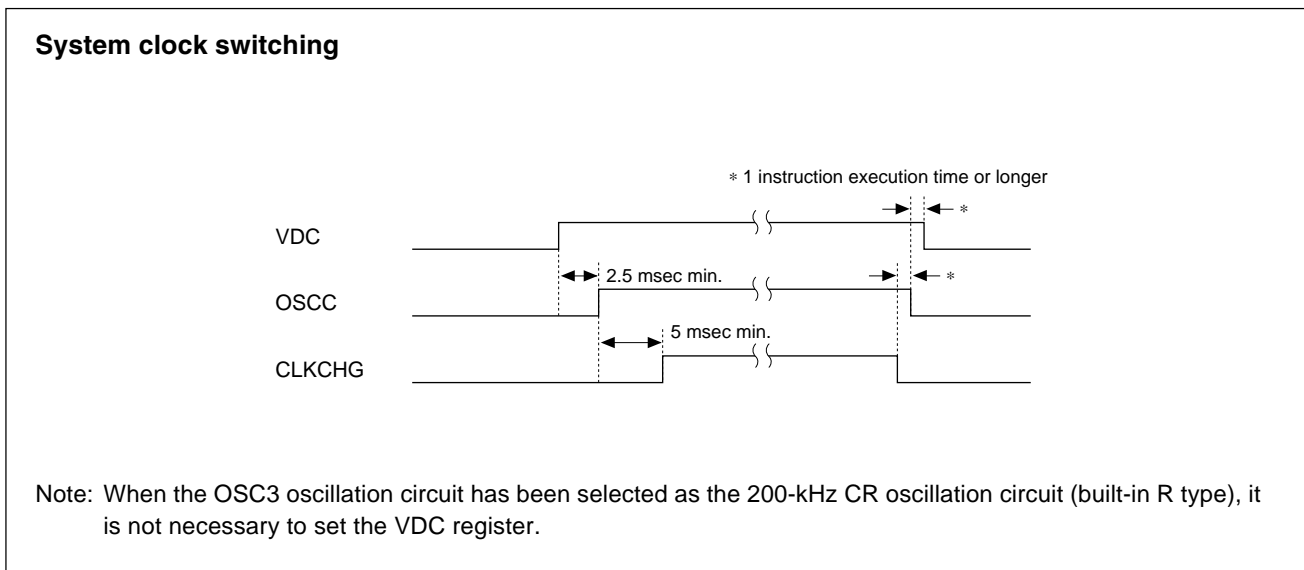 System clock switching
∗ 1 instruction execution time or longer
∗
VDC
2.5 msec min.
∗
OSCC
5 msec min.
CLKCHG
Note: When the OSC3 oscillation circuit has been selected as the 200-kHz CR oscillation circuit (built-in R type), it
is not necessary to set the VDC register.